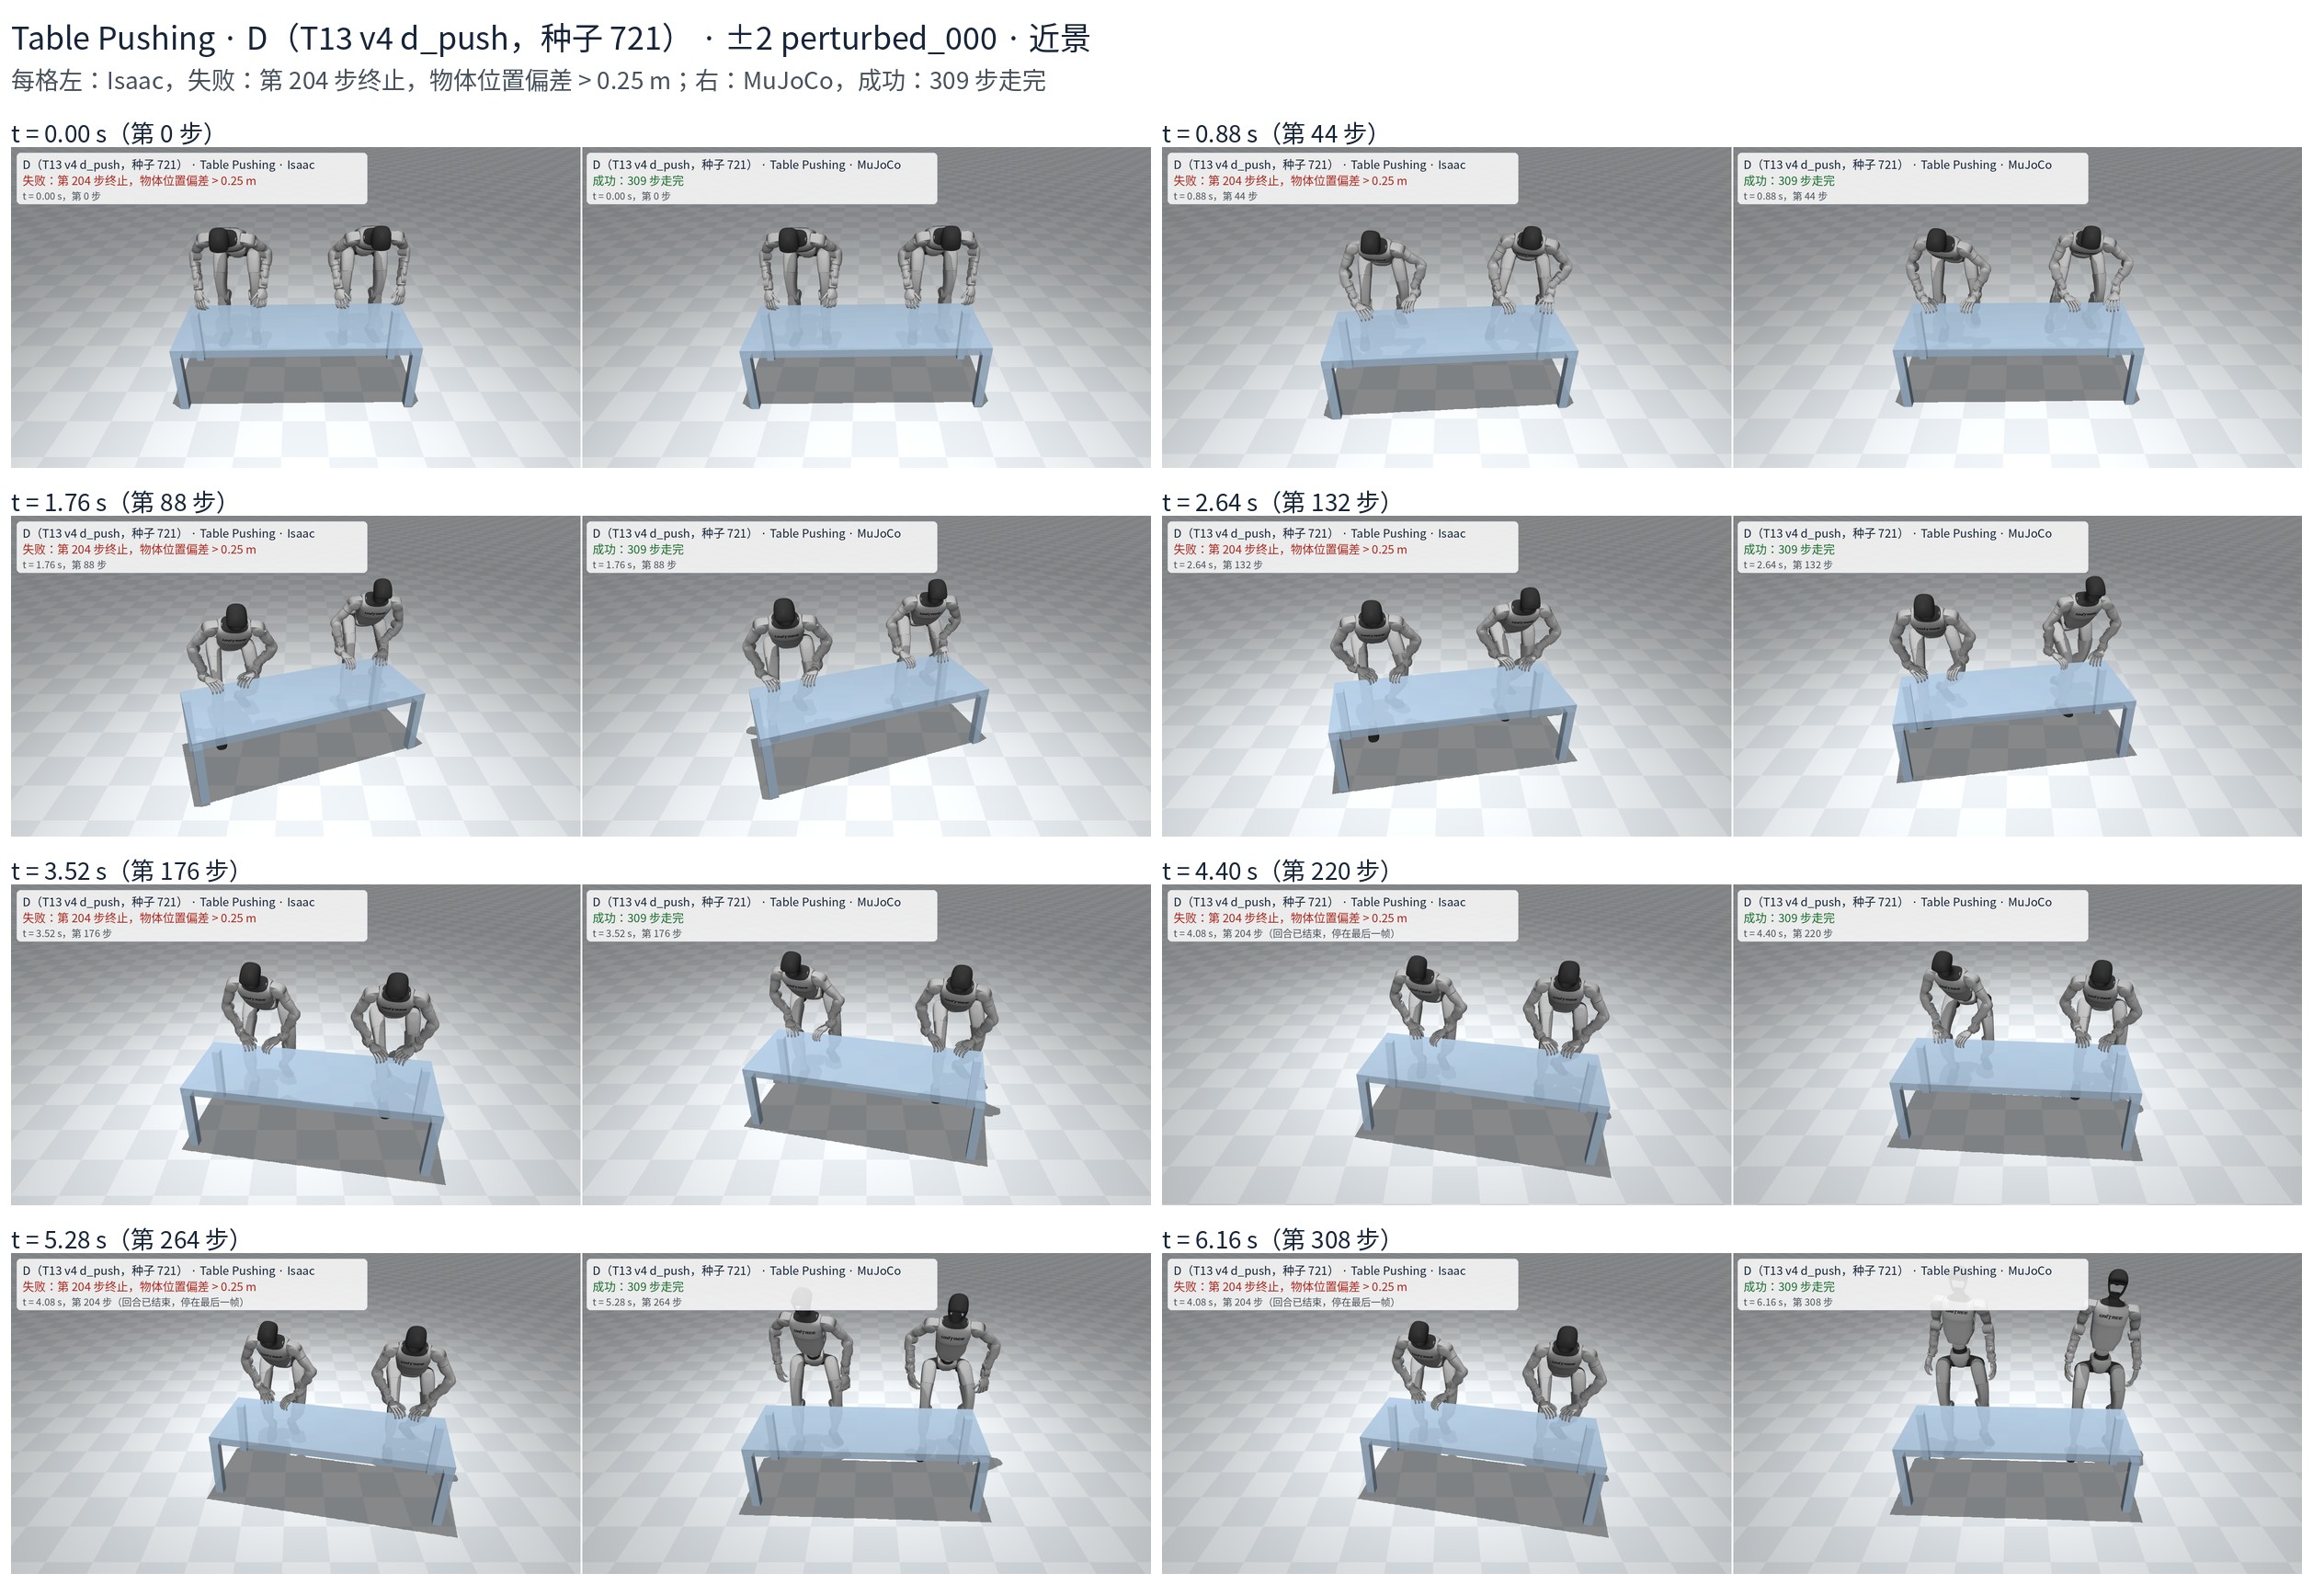 Table Pushing · D（T13 v4 d_push，种子 721） · ±2 perturbed_000 · 近景
每格左：Isaac，失败：第 204 步终止，物体位置偏差 > 0.25 m；右：MuJoCo，成功：309 步走完
t = 0.00 s（第 0 步）
D（T13 v4 d_push，种子 721） · Table Pushing · Isaac
失败：第 204 步终止，物体位置偏差 > 0.25 m
t = 0.00 s，第 0 步
D（T13 v4 d_push，种子 721） · Table Pushing · MuJoCo
成功：309 步走完
t = 0.00 s，第 0 步
t = 0.88 s（第 44 步）
D（T13 v4 d_push，种子 721） · Table Pushing · Isaac
失败：第 204 步终止，物体位置偏差 > 0.25 m
t = 0.88 s，第 44 步
D（T13 v4 d_push，种子 721） · Table Pushing · MuJoCo
成功：309 步走完
t = 0.88 s，第 44 步
t = 1.76 s（第 88 步）
D（T13 v4 d_push，种子 721） · Table Pushing · Isaac
失败：第 204 步终止，物体位置偏差 > 0.25 m
t = 1.76 s，第 88 步
D（T13 v4 d_push，种子 721） · Table Pushing · MuJoCo
成功：309 步走完
t = 1.76 s，第 88 步
t = 2.64 s（第 132 步）
D（T13 v4 d_push，种子 721） · Table Pushing · Isaac
失败：第 204 步终止，物体位置偏差 > 0.25 m
t = 2.64 s，第 132 步
D（T13 v4 d_push，种子 721） · Table Pushing · MuJoCo
成功：309 步走完
t = 2.64 s，第 132 步
t = 3.52 s（第 176 步）
D（T13 v4 d_push，种子 721） · Table Pushing · Isaac
失败：第 204 步终止，物体位置偏差 > 0.25 m
t = 3.52 s，第 176 步
D（T13 v4 d_push，种子 721） · Table Pushing · MuJoCo
成功：309 步走完
t = 3.52 s，第 176 步
t = 4.40 s（第 220 步）
D（T13 v4 d_push，种子 721） · Table Pushing · Isaac
失败：第 204 步终止，物体位置偏差 > 0.25 m
t = 4.08 s，第 204 步（回合已结束，停在最后一帧）
D（T13 v4 d_push，种子 721） · Table Pushing · MuJoCo
成功：309 步走完
t = 4.40 s，第 220 步
t = 5.28 s（第 264 步）
D（T13 v4 d_push，种子 721） · Table Pushing · Isaac
失败：第 204 步终止，物体位置偏差 > 0.25 m
t = 4.08 s，第 204 步（回合已结束，停在最后一帧）
D（T13 v4 d_push，种子 721） · Table Pushing · MuJoCo
成功：309 步走完
t = 5.28 s，第 264 步
t = 6.16 s（第 308 步）
D（T13 v4 d_push，种子 721） · Table Pushing · Isaac
失败：第 204 步终止，物体位置偏差 > 0.25 m
t = 4.08 s，第 204 步（回合已结束，停在最后一帧）
D（T13 v4 d_push，种子 721） · Table Pushing · MuJoCo
成功：309 步走完
t = 6.16 s，第 308 步